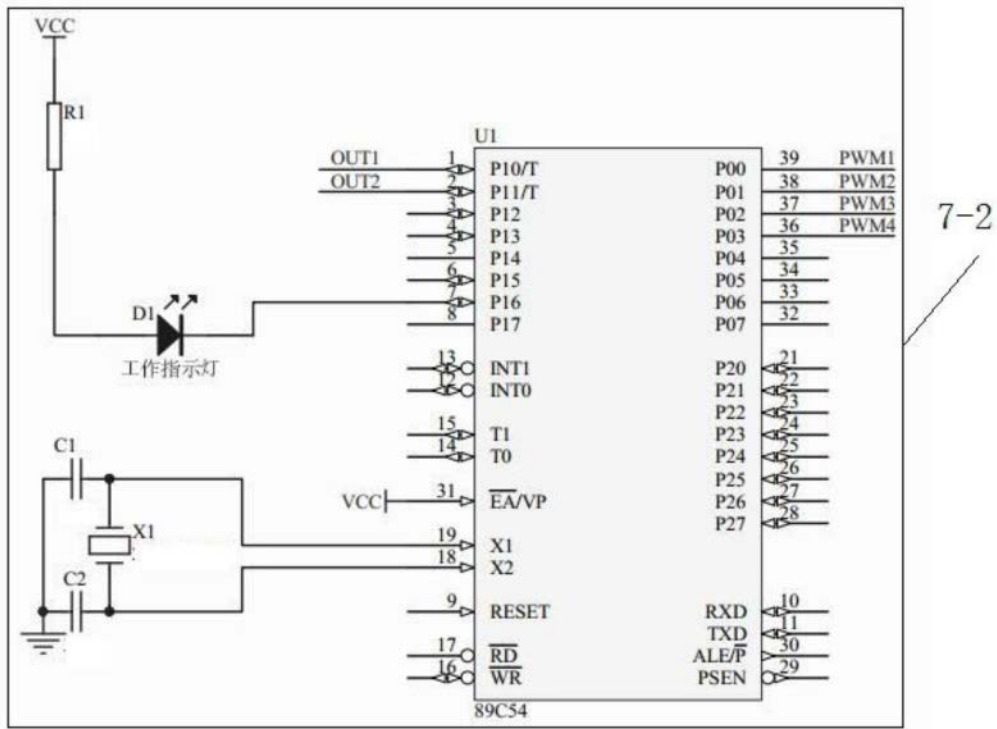 VCC
R1
D1
工作指示灯
C1
X1
C2
U1
OUT1 1 P10/T P00 39 PWM1
OUT2 2 P11/T P01 38 PWM2
3 P12 P02 37 PWM3
4 P13 P03 36 PWM4
5 P14 P04 35
6 P15 P05 34
7 P16 P06 33
8 P17 P07 32
13 INT1 P20 21
12 INT0 P21 22
P22 23
15 T1 P23 24
14 T0 P24 25
P25 26
VCC 31 EA/VP P26 27
P27 28
19 X1
18 X2
9 RESET RXD 10
TXD 11
17 RD ALE/P 30
16 WR PSEN 29
89C54
7-2